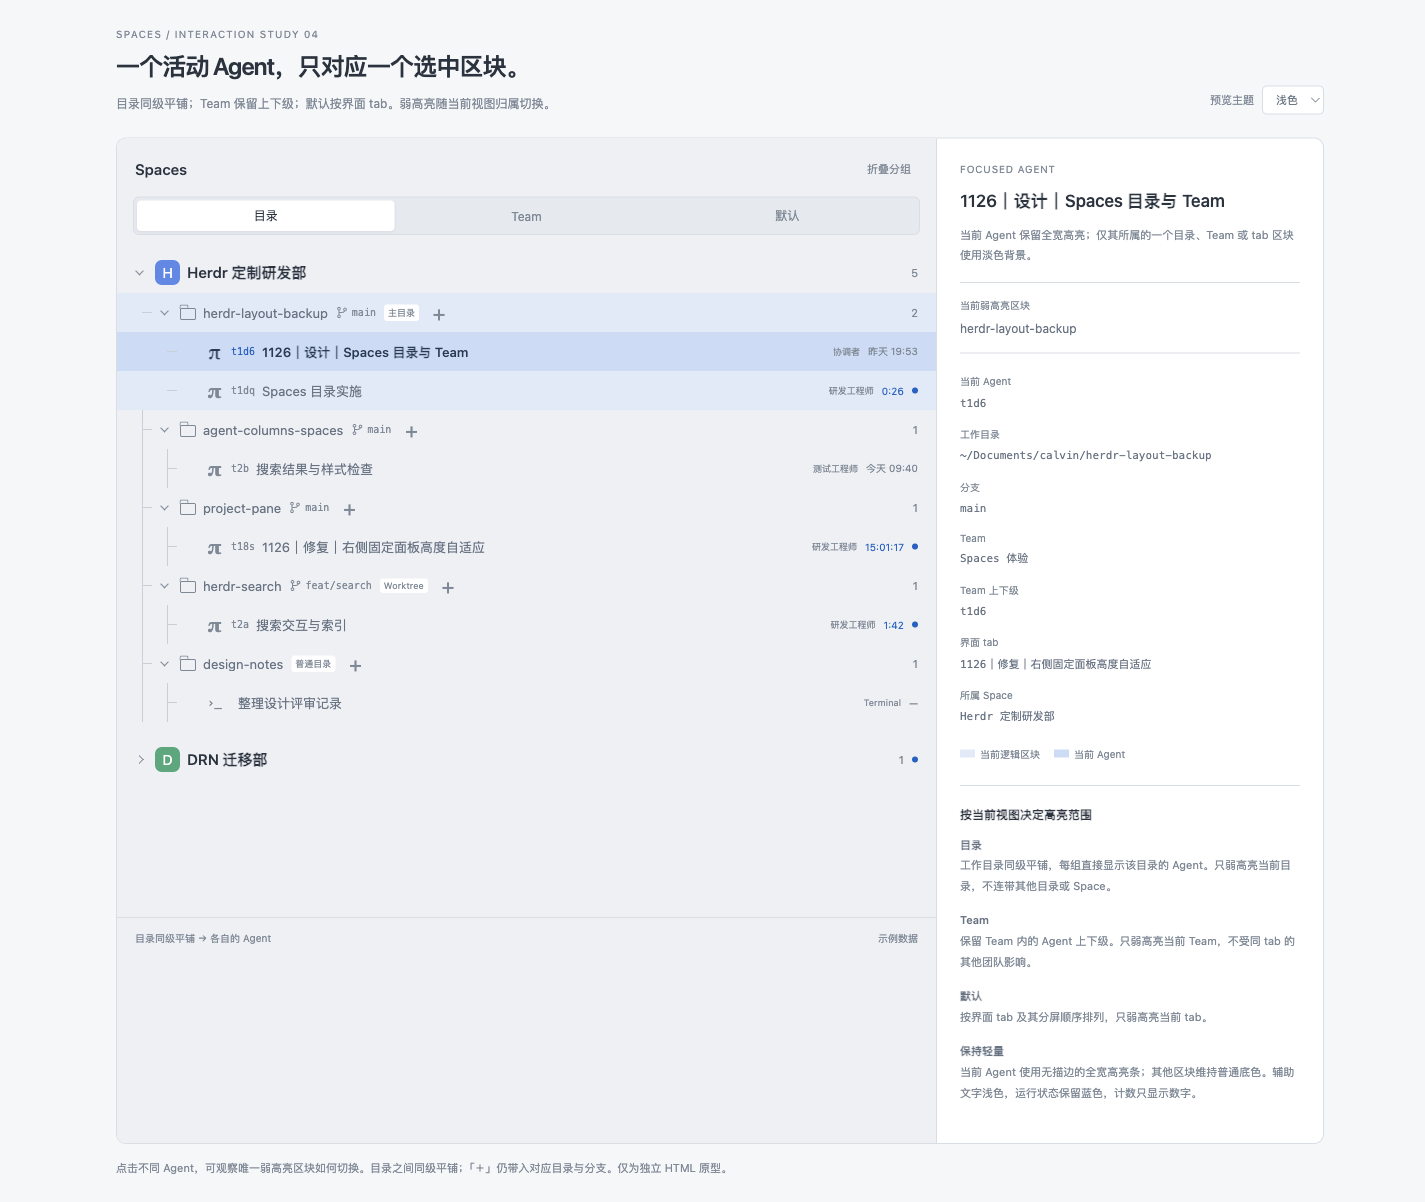 SPACES / INTERACTION STUDY 04
一个活动 Agent，只对应一个选中区块。
目录同级平铺；Team 保留上下级；默认按界面 tab。弱高亮随当前视图归属切换。
预览主题 浅色
Spaces 折叠分组
目录 Team 默认
H Herdr 定制研发部 5
herdr-layout-backup main 主目录 + 2
π t1d6 1126｜设计｜Spaces 目录与 Team 协调者 昨天 19:53
π t1dq Spaces 目录实施 研发工程师 0:26
agent-columns-spaces main + 1
π t2b 搜索结果与样式检查 测试工程师 今天 09:40
project-pane main + 1
π t18s 1126｜修复｜右侧固定面板高度自适应 研发工程师 15:01:17
herdr-search feat/search Worktree + 1
π t2a 搜索交互与索引 研发工程师 1:42
design-notes 普通目录 + 1
›_ 整理设计评审记录 Terminal —
D DRN 迁移部 1
目录同级平铺 → 各自的 Agent 示例数据
FOCUSED AGENT
1126｜设计｜Spaces 目录与 Team
当前 Agent 保留全宽高亮；仅其所属的一个目录、Team 或 tab 区块
使用淡色背景。
当前弱高亮区块
herdr-layout-backup
当前 Agent
t1d6
工作目录
~/Documents/calvin/herdr-layout-backup
分支
main
Team
Spaces 体验
Team 上下级
t1d6
界面 tab
1126｜修复｜右侧固定面板高度自适应
所属 Space
Herdr 定制研发部
当前逻辑区块 当前 Agent
按当前视图决定高亮范围
目录
工作目录同级平铺，每组直接显示该目录的 Agent。只弱高亮当前目
录，不连带其他目录或 Space。
Team
保留 Team 内的 Agent 上下级。只弱高亮当前 Team，不受同 tab 的
其他团队影响。
默认
按界面 tab 及其分屏顺序排列，只弱高亮当前 tab。
保持轻量
当前 Agent 使用无描边的全宽高亮条；其他区块维持普通底色。辅助
文字浅色，运行状态保留蓝色，计数只显示数字。
点击不同 Agent，可观察唯一弱高亮区块如何切换。目录之间同级平铺；「＋」仍带入对应目录与分支。仅为独立 HTML 原型。